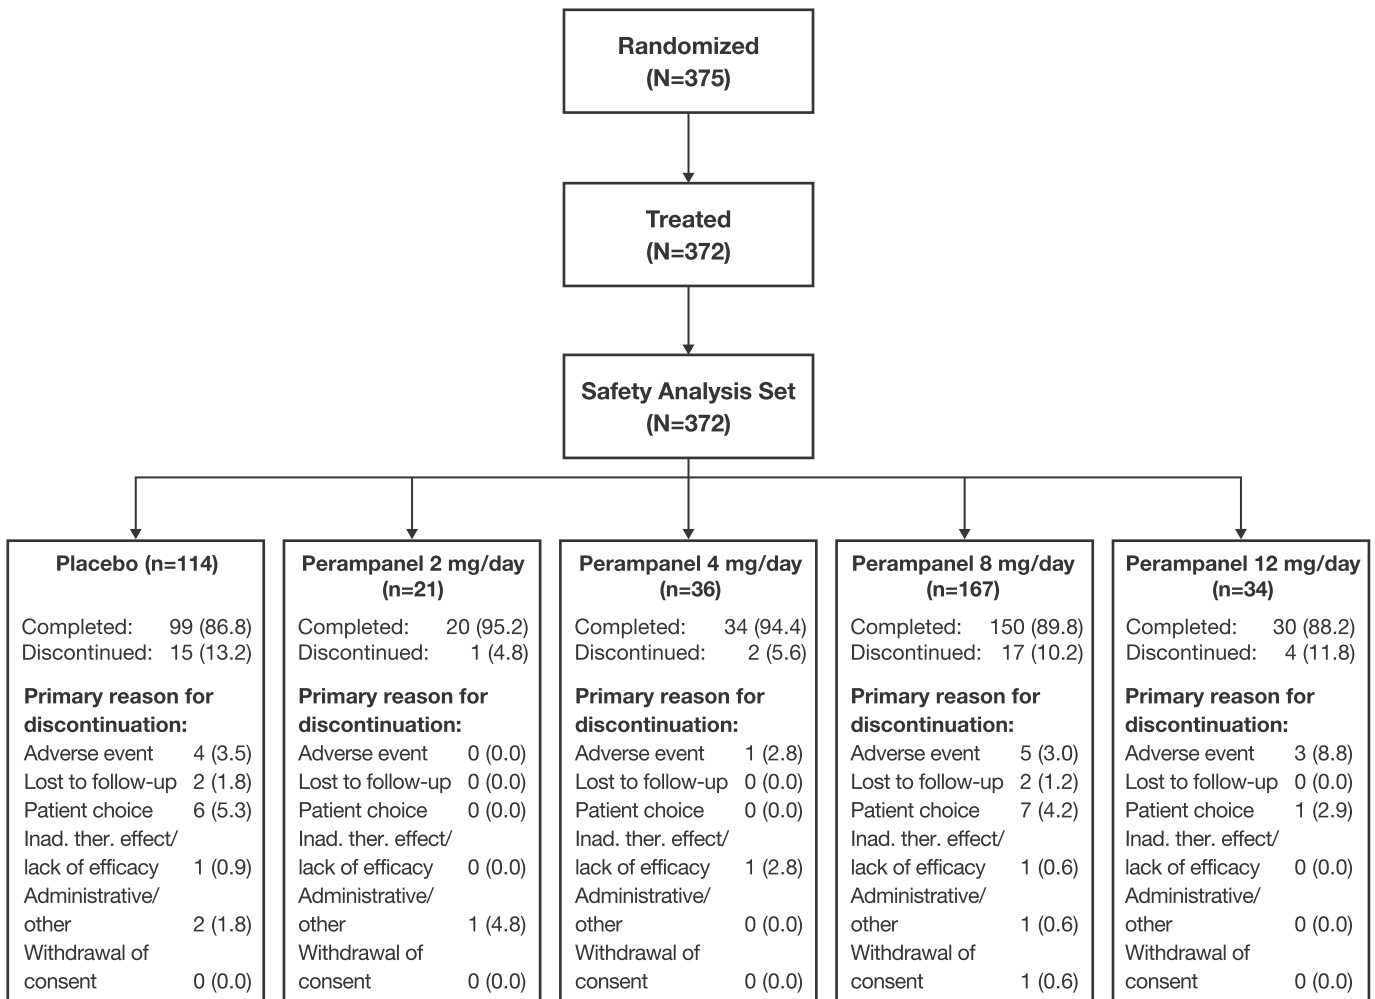 Randomized
(N=375)
Treated
(N=372)
Safety Analysis Set
(N=372)
Placebo (n=114)
Completed: 99 (86.8)
Discontinued: 15 (13.2)
Primary reason for
discontinuation:
Adverse event 4 (3.5)
Lost to follow-up 2 (1.8)
Patient choice 6 (5.3)
Inad. ther. effect/
lack of efficacy 1 (0.9)
Administrative/
other 2 (1.8)
Withdrawal of
consent 0 (0.0)
Perampanel 2 mg/day
(n=21)
Completed: 20 (95.2)
Discontinued: 1 (4.8)
Primary reason for
discontinuation:
Adverse event 0 (0.0)
Lost to follow-up 0 (0.0)
Patient choice 0 (0.0)
Inad. ther. effect/
lack of efficacy 0 (0.0)
Administrative/
other 1 (4.8)
Withdrawal of
consent 0 (0.0)
Perampanel 4 mg/day
(n=36)
Completed: 34 (94.4)
Discontinued: 2 (5.6)
Primary reason for
discontinuation:
Adverse event 1 (2.8)
Lost to follow-up 0 (0.0)
Patient choice 0 (0.0)
Inad. ther. effect/
lack of efficacy 1 (2.8)
Administrative/
other 0 (0.0)
Withdrawal of
consent 0 (0.0)
Perampanel 8 mg/day
(n=167)
Completed: 150 (89.8)
Discontinued: 17 (10.2)
Primary reason for
discontinuation:
Adverse event 5 (3.0)
Lost to follow-up 2 (1.2)
Patient choice 7 (4.2)
Inad. ther. effect/
lack of efficacy 1 (0.6)
Administrative/
other 1 (0.6)
Withdrawal of
consent 1 (0.6)
Perampanel 12 mg/day
(n=34)
Completed: 30 (88.2)
Discontinued: 4 (11.8)
Primary reason for
discontinuation:
Adverse event 3 (8.8)
Lost to follow-up 0 (0.0)
Patient choice 1 (2.9)
Inad. ther. effect/
lack of efficacy 0 (0.0)
Administrative/
other 0 (0.0)
Withdrawal of
consent 0 (0.0)